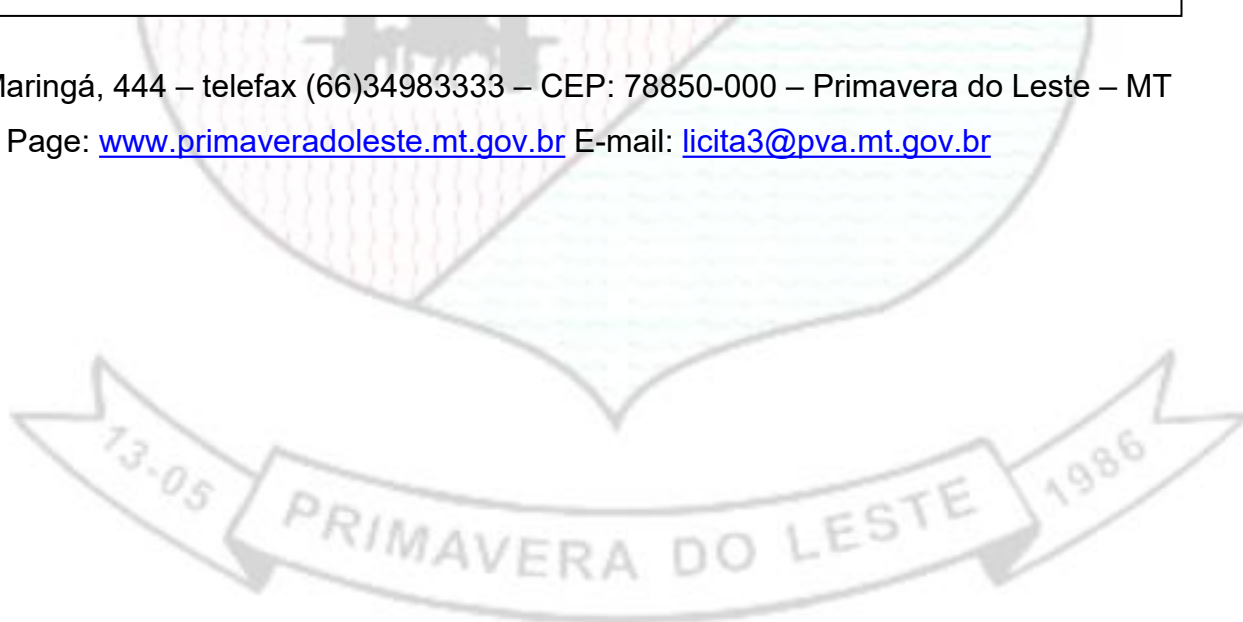 Maringá, 444 – telefax (66)34983333 – CEP: 78850-000 – Primavera do Leste – MT
Page: www.primaveradoleste.mt.gov.br E-mail: licita3@pva.mt.gov.br
13-05 PRIMAVERA DO LESTE 1986